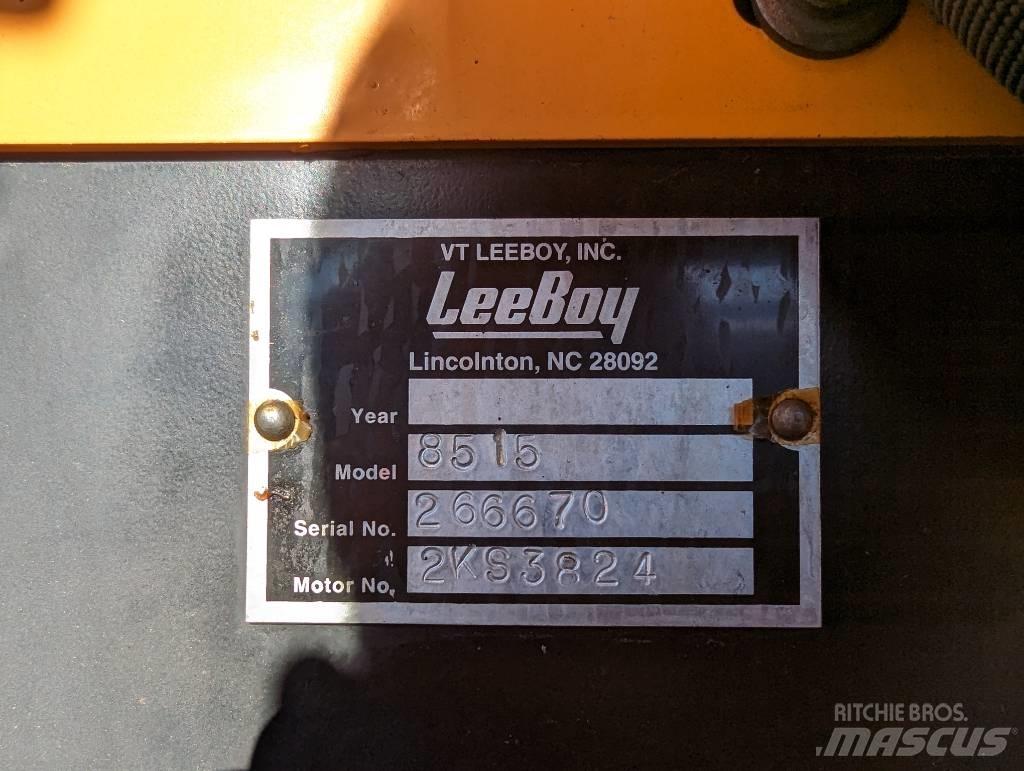 VT LEEBOY, INC.
LeeBoy
Lincolnton, NC 28092
Year
Model 8515
Serial No. 266670
Motor No. 2KS3824
RITCHIE BROS.
MASCUS